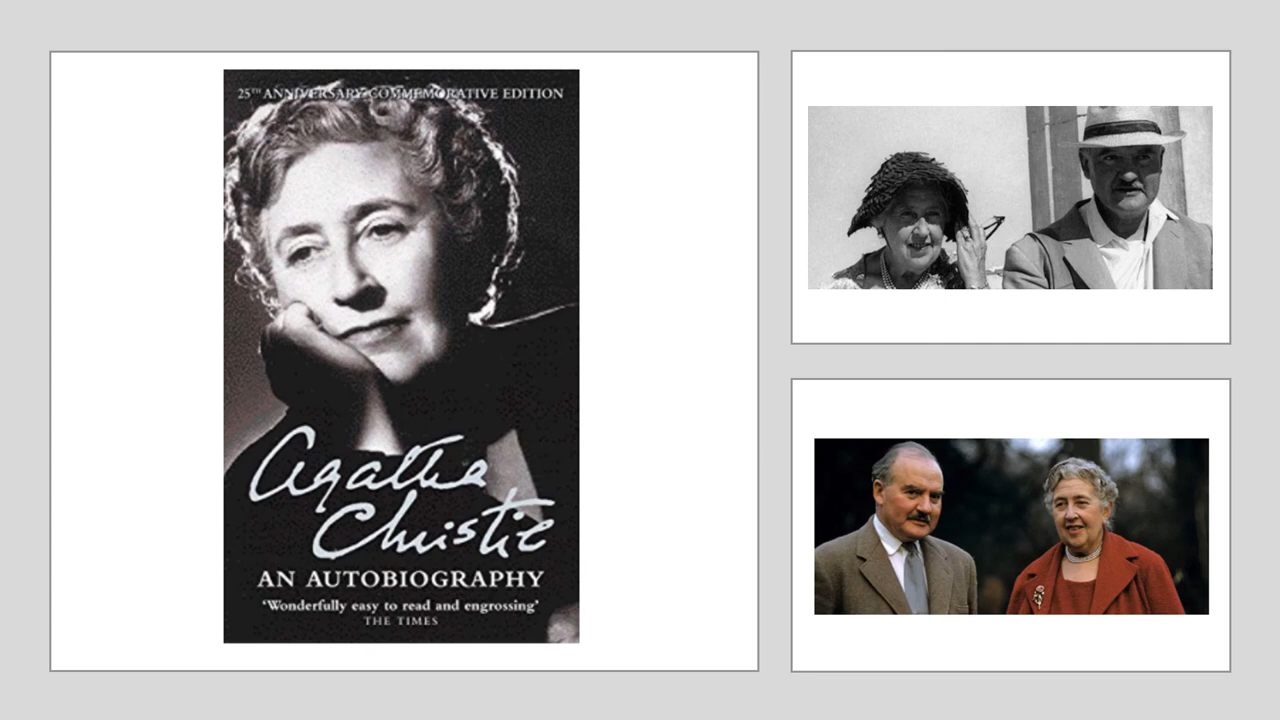 25TH ANNIVERSARY COMMEMORATIVE EDITION
Agatha
Christie
AN AUTOBIOGRAPHY
‘Wonderfully easy to read and engrossing’
THE TIMES